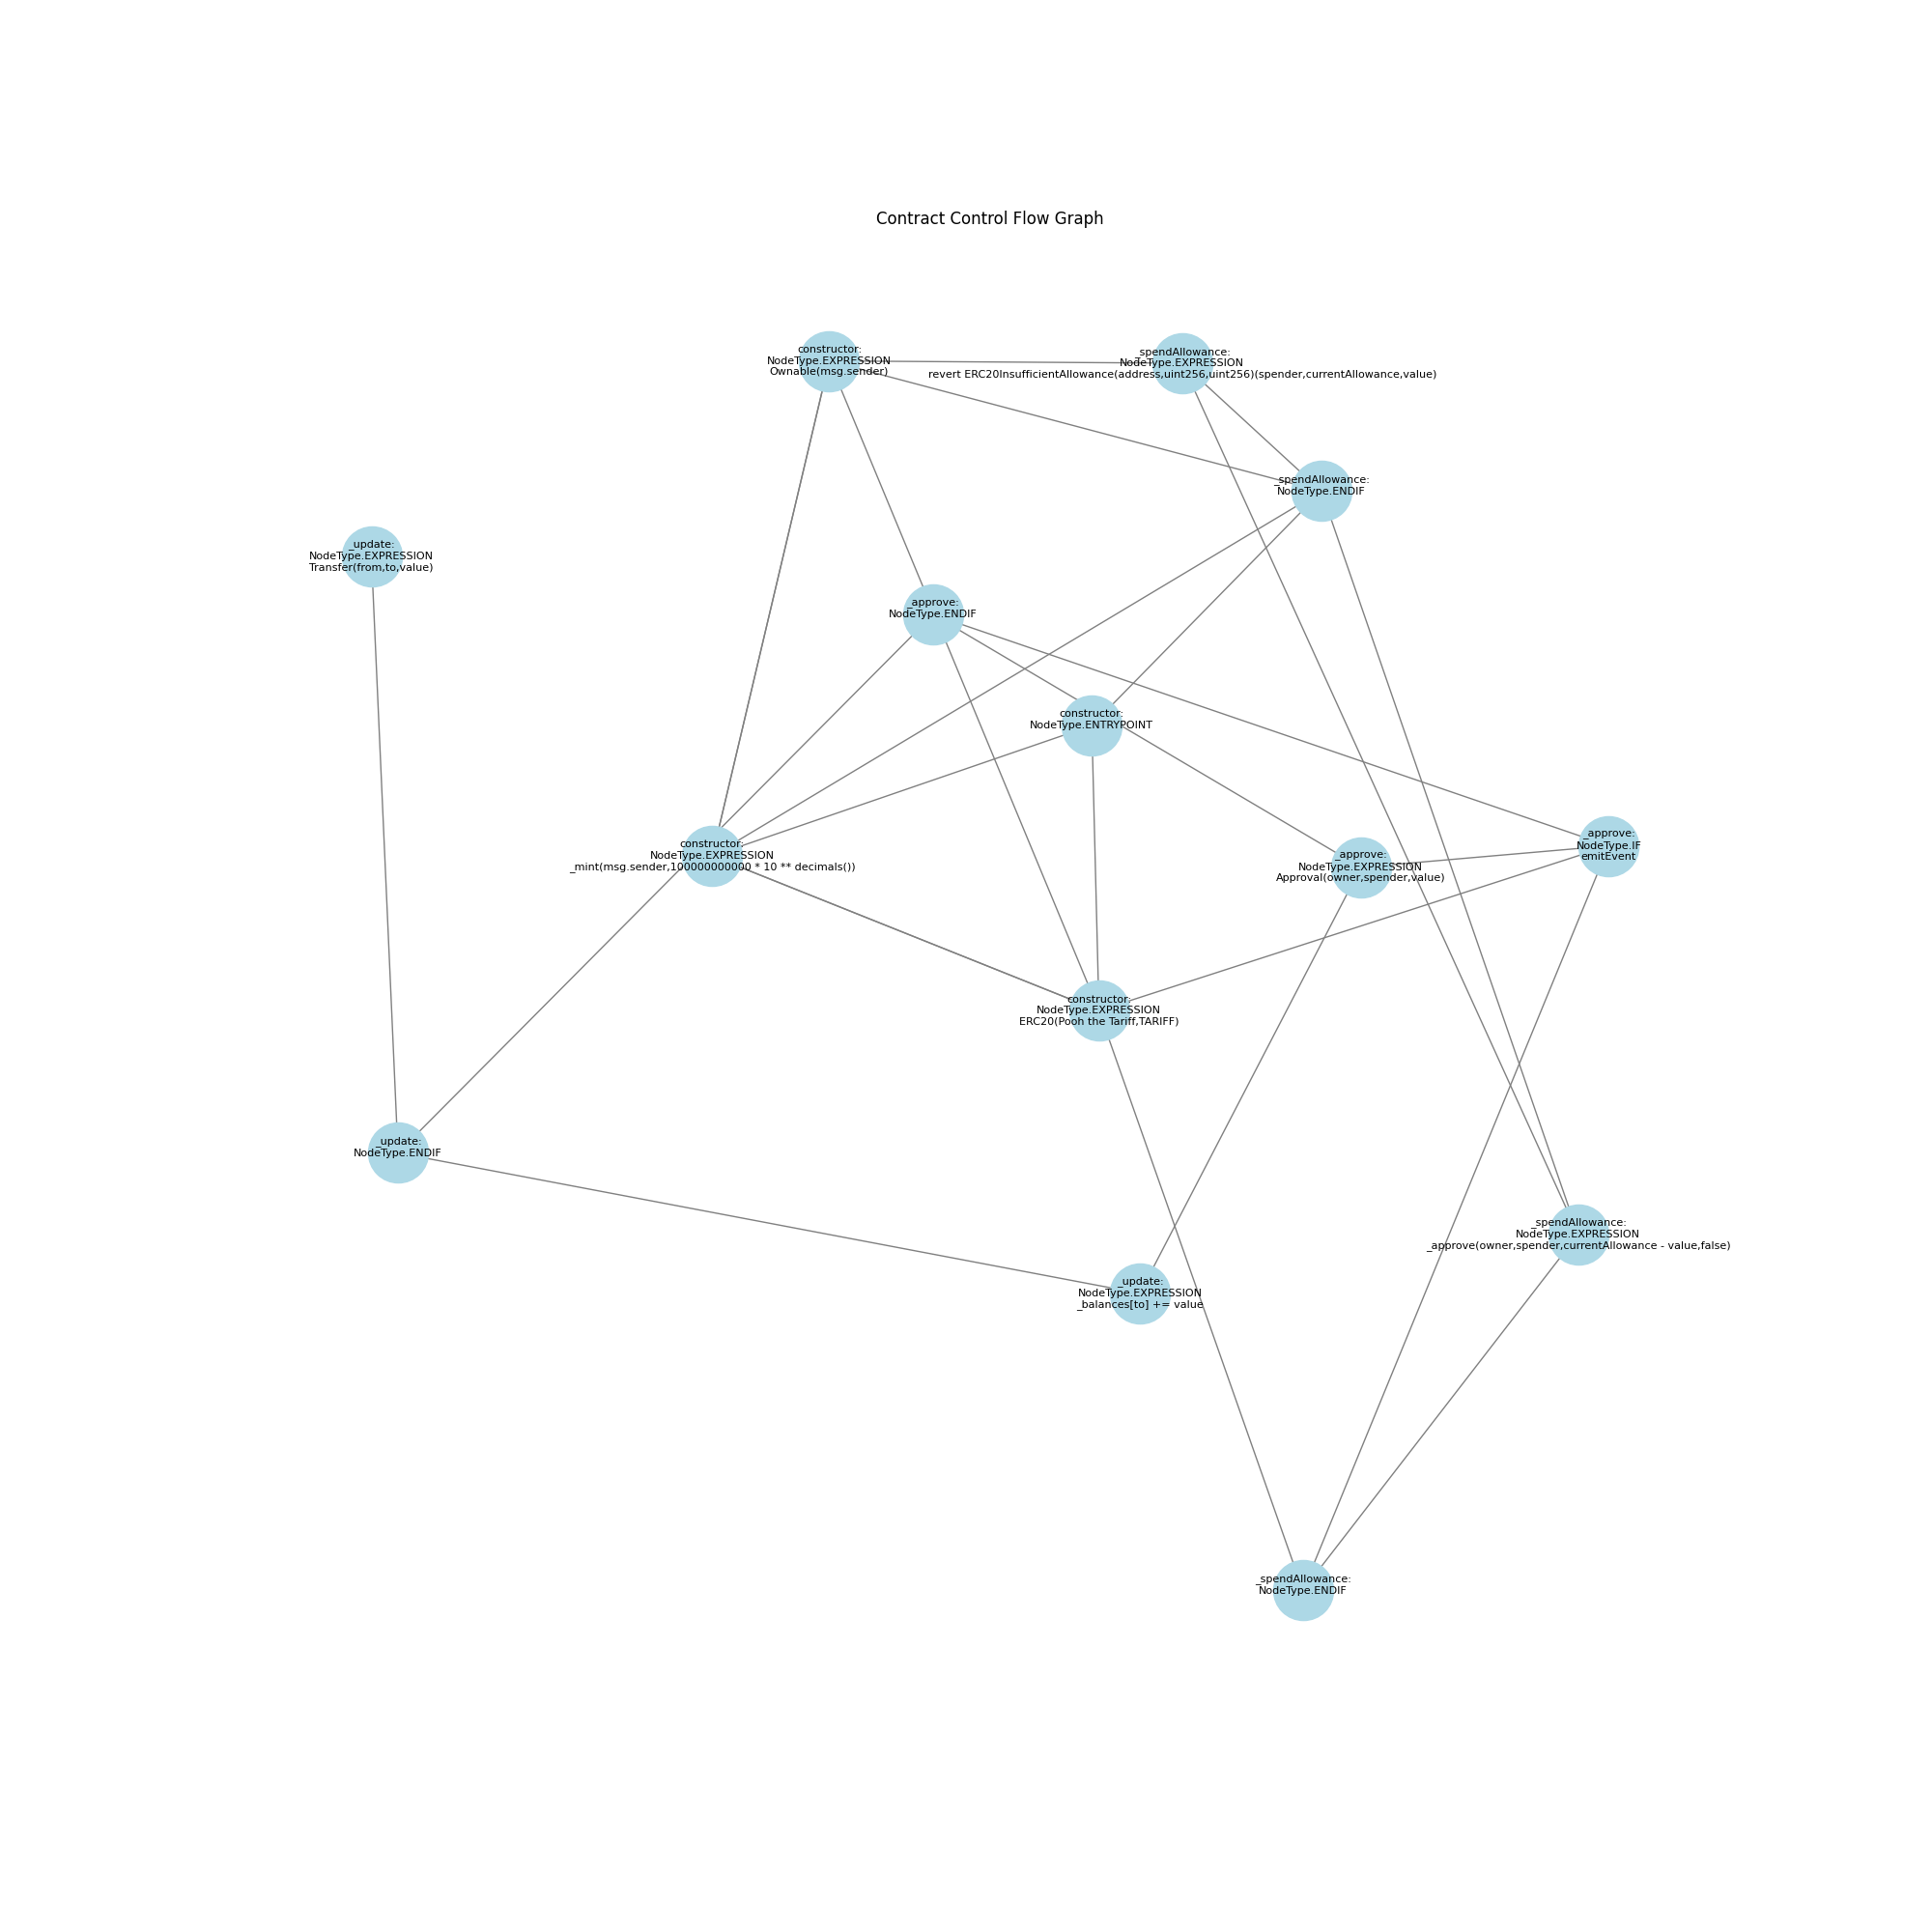 Contract Control Flow Graph
constructor:
NodeType.EXPRESSION
Ownable(msg.sender)
_spendAllowance:
NodeType.EXPRESSION
revert ERC20InsufficientAllowance(address,uint256,uint256)(spender,currentAllowance,value)
_spendAllowance:
NodeType.ENDIF
_update:
NodeType.EXPRESSION
Transfer(from,to,value)
_approve:
NodeType.ENDIF
constructor:
NodeType.ENTRYPOINT
constructor:
NodeType.EXPRESSION
_mint(msg.sender,100000000000 * 10 ** decimals())
_approve:
NodeType.EXPRESSION
Approval(owner,spender,value)
_approve:
NodeType.IF
emitEvent
constructor:
NodeType.EXPRESSION
ERC20(Pooh the Tariff,TARIFF)
_update:
NodeType.ENDIF
_spendAllowance:
NodeType.EXPRESSION
_approve(owner,spender,currentAllowance - value,false)
_update:
NodeType.EXPRESSION
_balances[to] += value
_spendAllowance:
NodeType.ENDIF